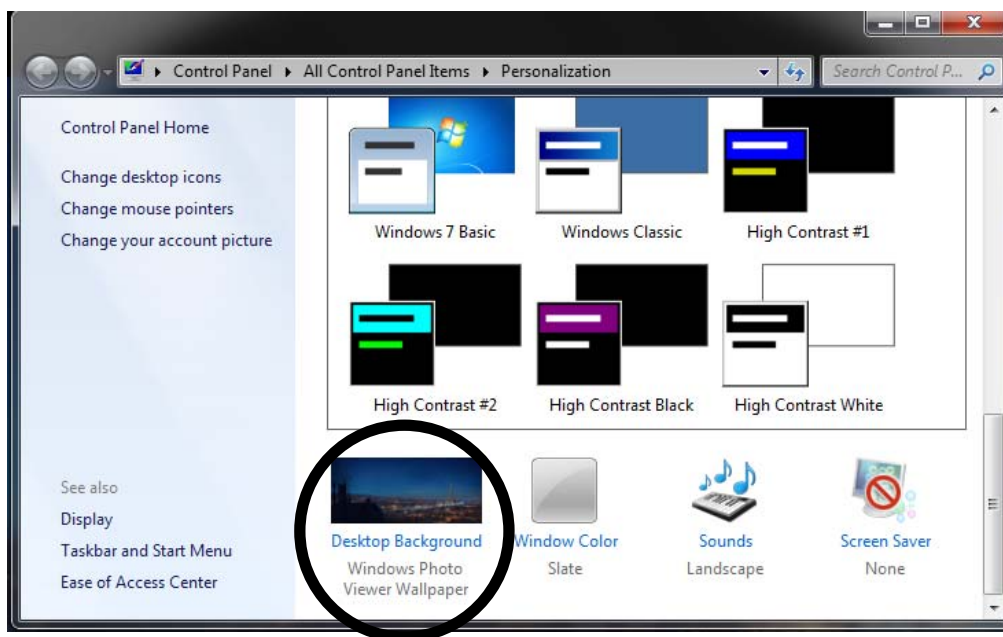 Control Panel ▸ All Control Panel Items ▸ Personalization
Search Control P...
Control Panel Home
Change desktop icons
Change mouse pointers
Change your account picture
Windows 7 Basic
Windows Classic
High Contrast #1
High Contrast #2
High Contrast Black
High Contrast White
See also
Display
Taskbar and Start Menu
Ease of Access Center
Desktop Background
Windows Photo
Viewer Wallpaper
Window Color
Slate
Sounds
Landscape
Screen Saver
None